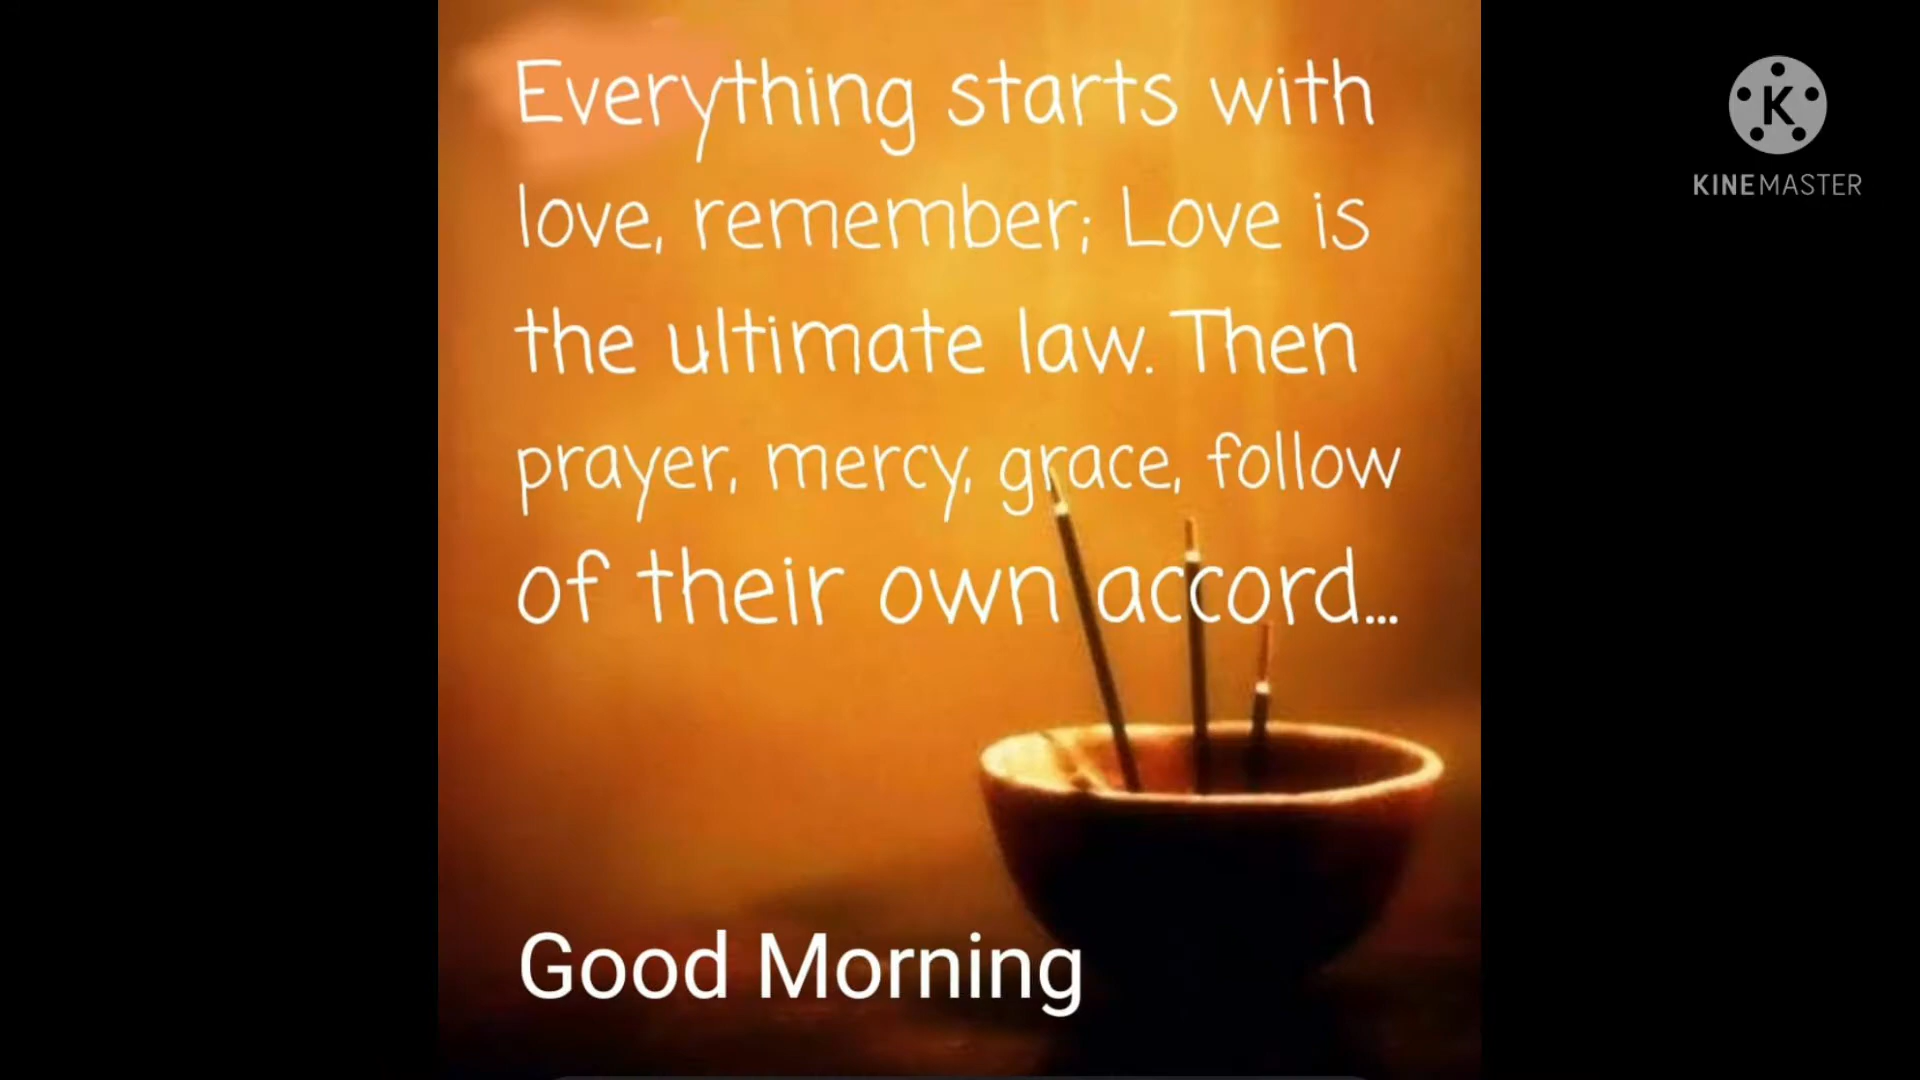 Everything starts with
love, remember; Love is
the ultimate law. Then
prayer, mercy, grace, follow
of their own accord...
Good Morning
K
KINEMASTER